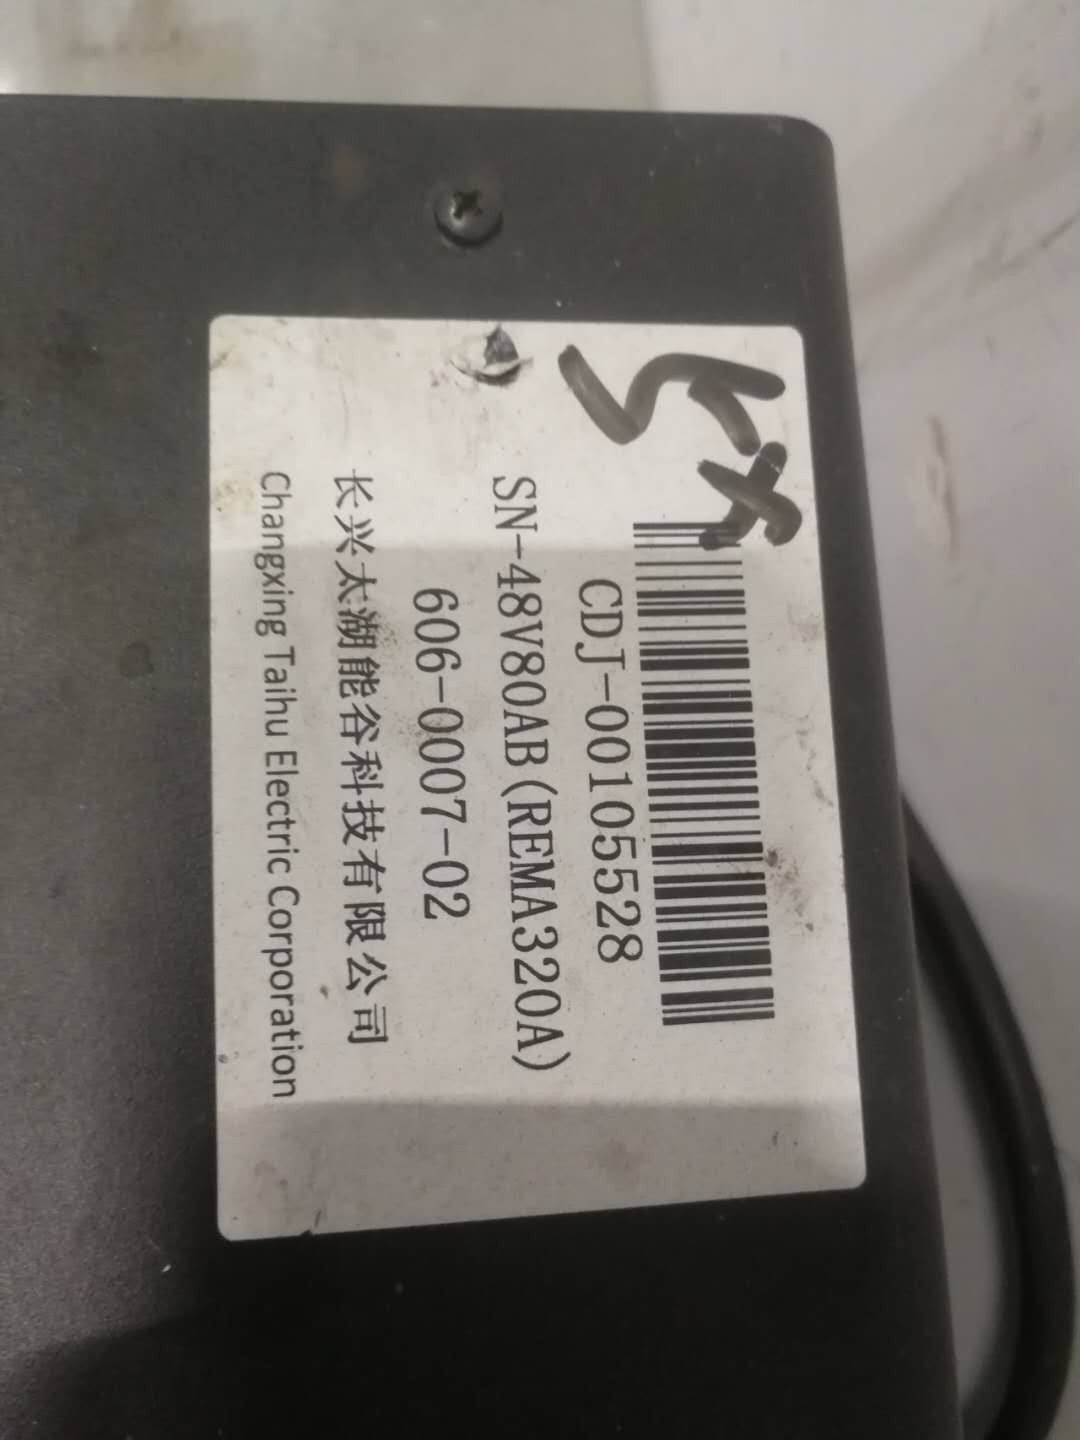 CDJ-00105528
SN-48V80AB(REMA320A)
606-0007-02
长兴太湖能谷科技有限公司
Changxing Taihu Electric Corporation